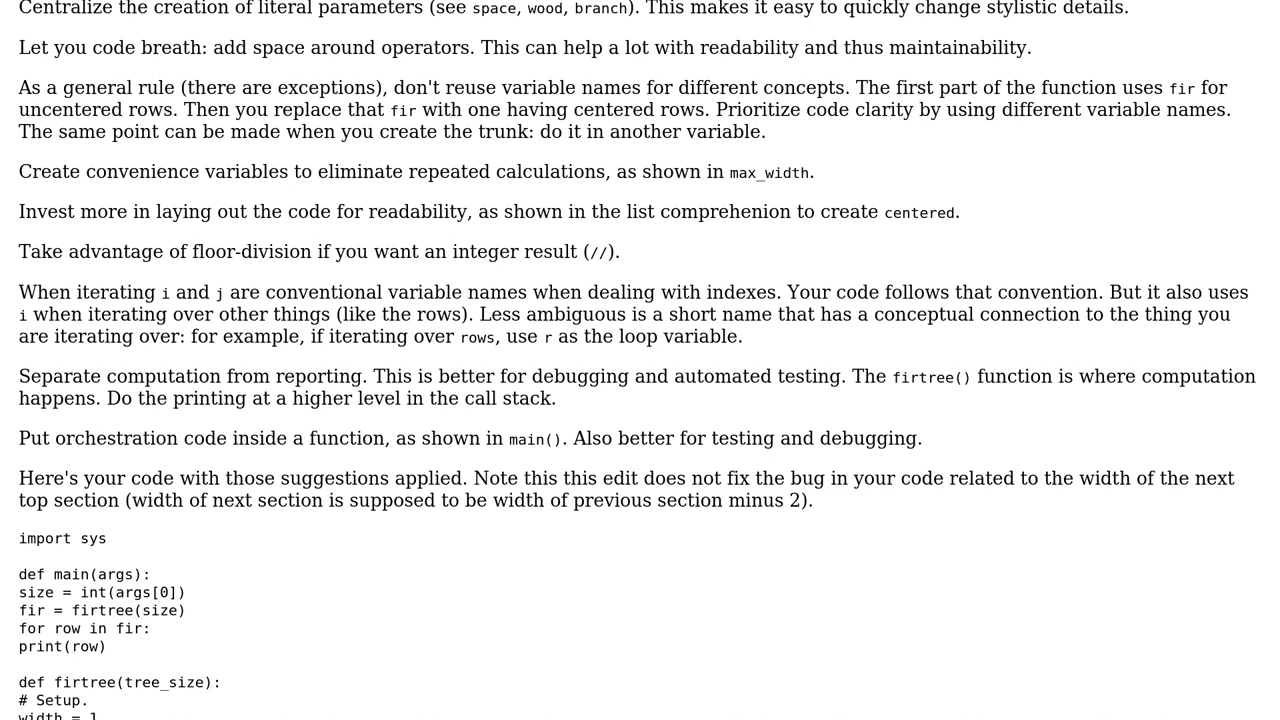 Centralize the creation of literal parameters (see space, wood, branch). This makes it easy to quickly change stylistic details.
Let you code breath: add space around operators. This can help a lot with readability and thus maintainability.
As a general rule (there are exceptions), don't reuse variable names for different concepts. The first part of the function uses fir for
uncentered rows. Then you replace that fir with one having centered rows. Prioritize code clarity by using different variable names.
The same point can be made when you create the trunk: do it in another variable.
Create convenience variables to eliminate repeated calculations, as shown in max_width.
Invest more in laying out the code for readability, as shown in the list comprehenion to create centered.
Take advantage of floor-division if you want an integer result (//).
When iterating i and j are conventional variable names when dealing with indexes. Your code follows that convention. But it also uses
i when iterating over other things (like the rows). Less ambiguous is a short name that has a conceptual connection to the thing you
are iterating over: for example, if iterating over rows, use r as the loop variable.
Separate computation from reporting. This is better for debugging and automated testing. The firtree() function is where computation
happens. Do the printing at a higher level in the call stack.
Put orchestration code inside a function, as shown in main(). Also better for testing and debugging.
Here's your code with those suggestions applied. Note this this edit does not fix the bug in your code related to the width of the next
top section (width of next section is supposed to be width of previous section minus 2).
import sys
def main(args):
size = int(args[0])
fir = firtree(size)
for row in fir:
print(row)
def firtree(tree_size):
# Setup.
width = 1